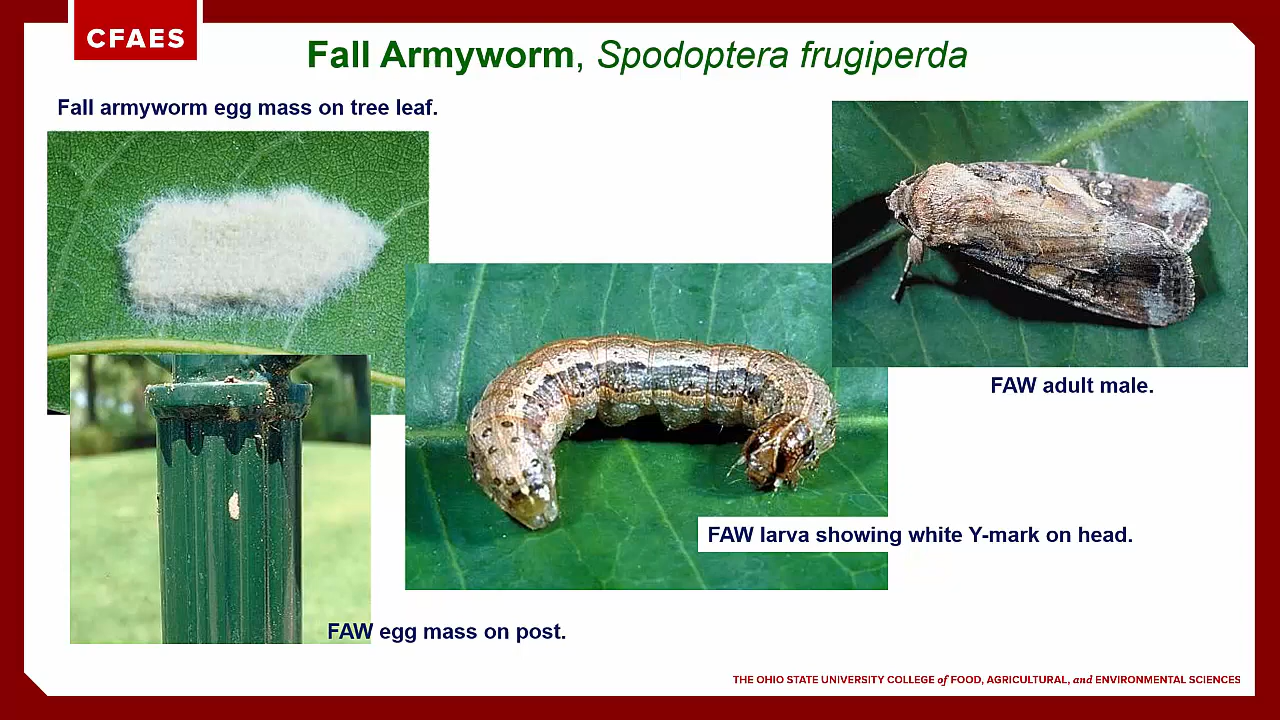 CFAES
Fall Armyworm, Spodoptera frugiperda
Fall armyworm egg mass on tree leaf.
FAW adult male.
FAW larva showing white Y-mark on head.
FAW egg mass on post.
THE OHIO STATE UNIVERSITY COLLEGE of FOOD, AGRICULTURAL, and ENVIRONMENTAL SCIENCES